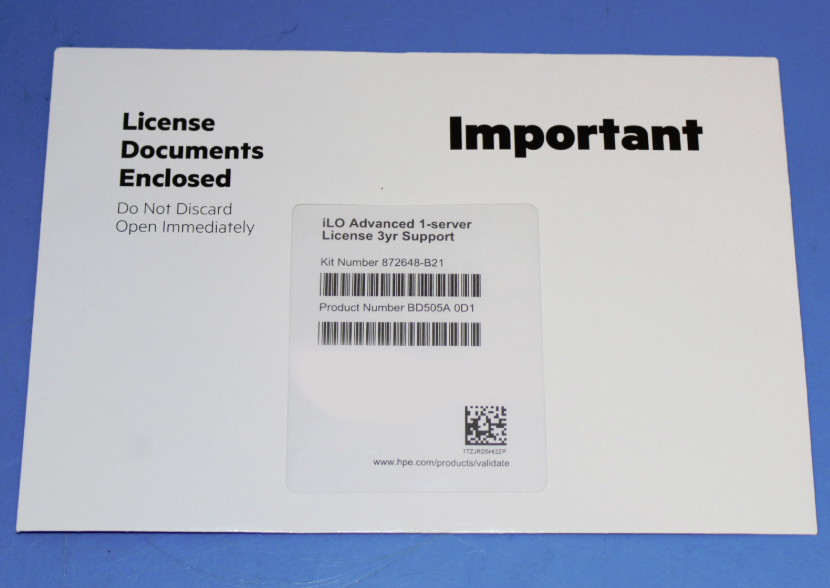 License
Documents
Enclosed
Do Not Discard
Open Immediately
Important
iLO Advanced 1-server
License 3yr Support
Kit Number 872648-B21
Product Number BD505A 0D1
www.hpe.com/products/validate